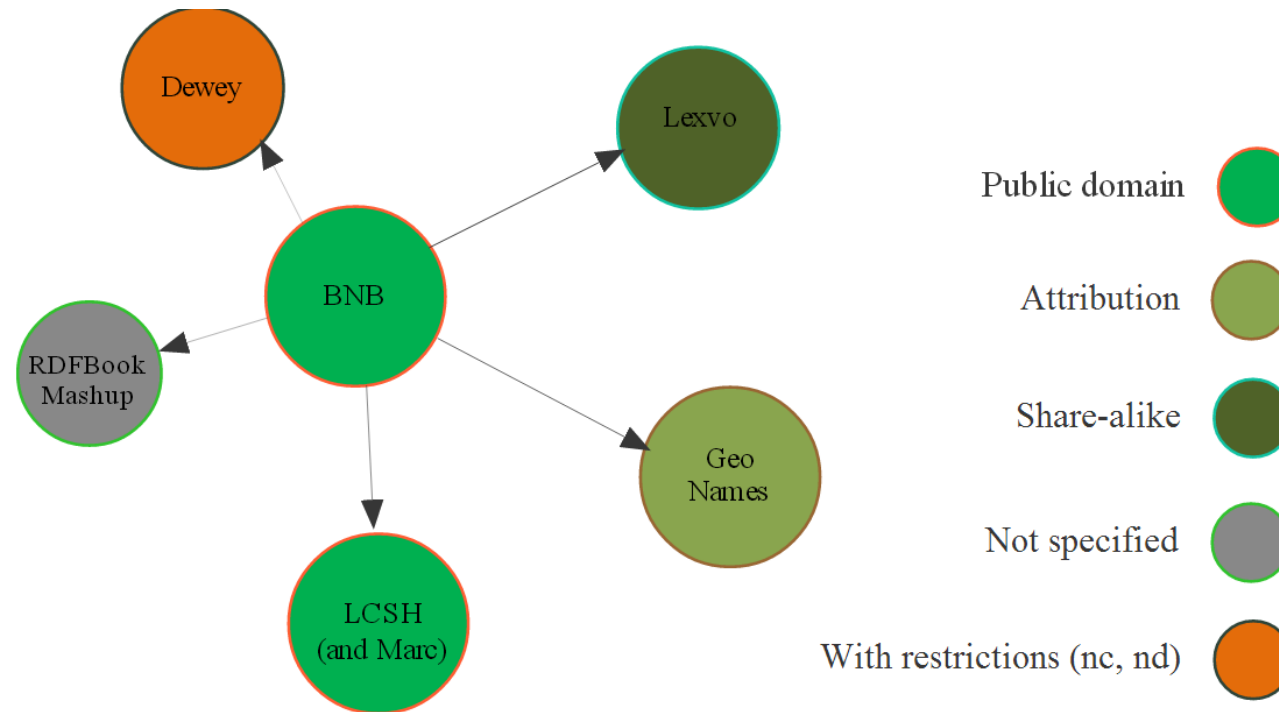 Dewey
Lexvo
Public domain
BNB
Attribution
RDFBook
Mashup
Share-alike
Geo
Names
Not specified
LCSH
(and Marc)
With restrictions (nc, nd)